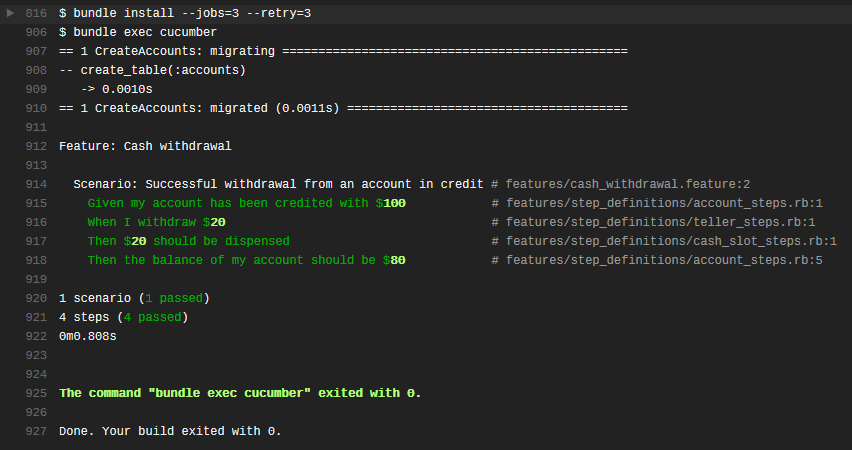 816 $ bundle install --jobs=3 --retry=3
906 $ bundle exec cucumber
907 == 1 CreateAccounts: migrating ================================================
908 -- create_table(:accounts)
909    -> 0.0010s
910 == 1 CreateAccounts: migrated (0.0011s) =======================================
911
912 Feature: Cash withdrawal
913
914   Scenario: Successful withdrawal from an account in credit # features/cash_withdrawal.feature:2
915     Given my account has been credited with $100            # features/step_definitions/account_steps.rb:1
916     When I withdraw $20                                     # features/step_definitions/teller_steps.rb:1
917     Then $20 should be dispensed                            # features/step_definitions/cash_slot_steps.rb:1
918     Then the balance of my account should be $80            # features/step_definitions/account_steps.rb:5
919
920 1 scenario (1 passed)
921 4 steps (4 passed)
922 0m0.808s
923
924
925 The command "bundle exec cucumber" exited with 0.
926
927 Done. Your build exited with 0.